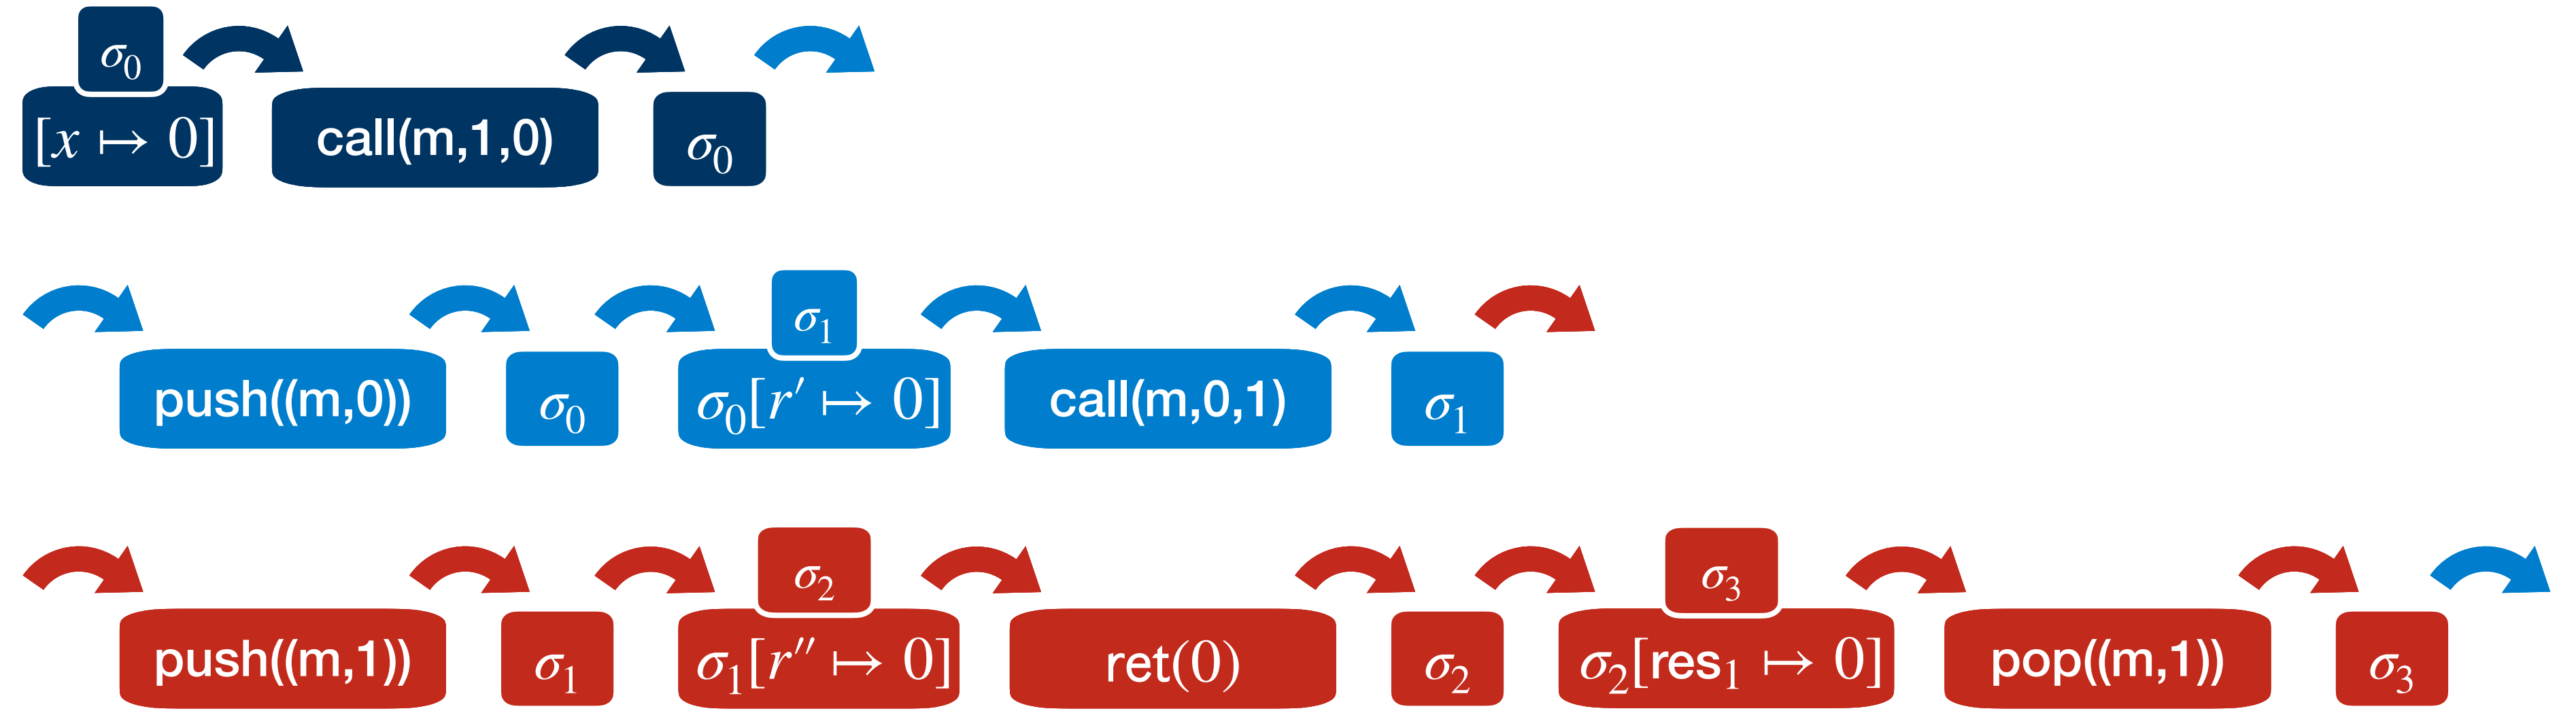 σ₀
[x ↦ 0] call(m,1,0) σ₀
σ₁
push((m,0)) σ₀ σ₀[r′ ↦ 0] call(m,0,1) σ₁
σ₂ σ₃
push((m,1)) σ₁ σ₁[r″ ↦ 0] ret(0) σ₂ σ₂[res₁ ↦ 0] pop((m,1)) σ₃